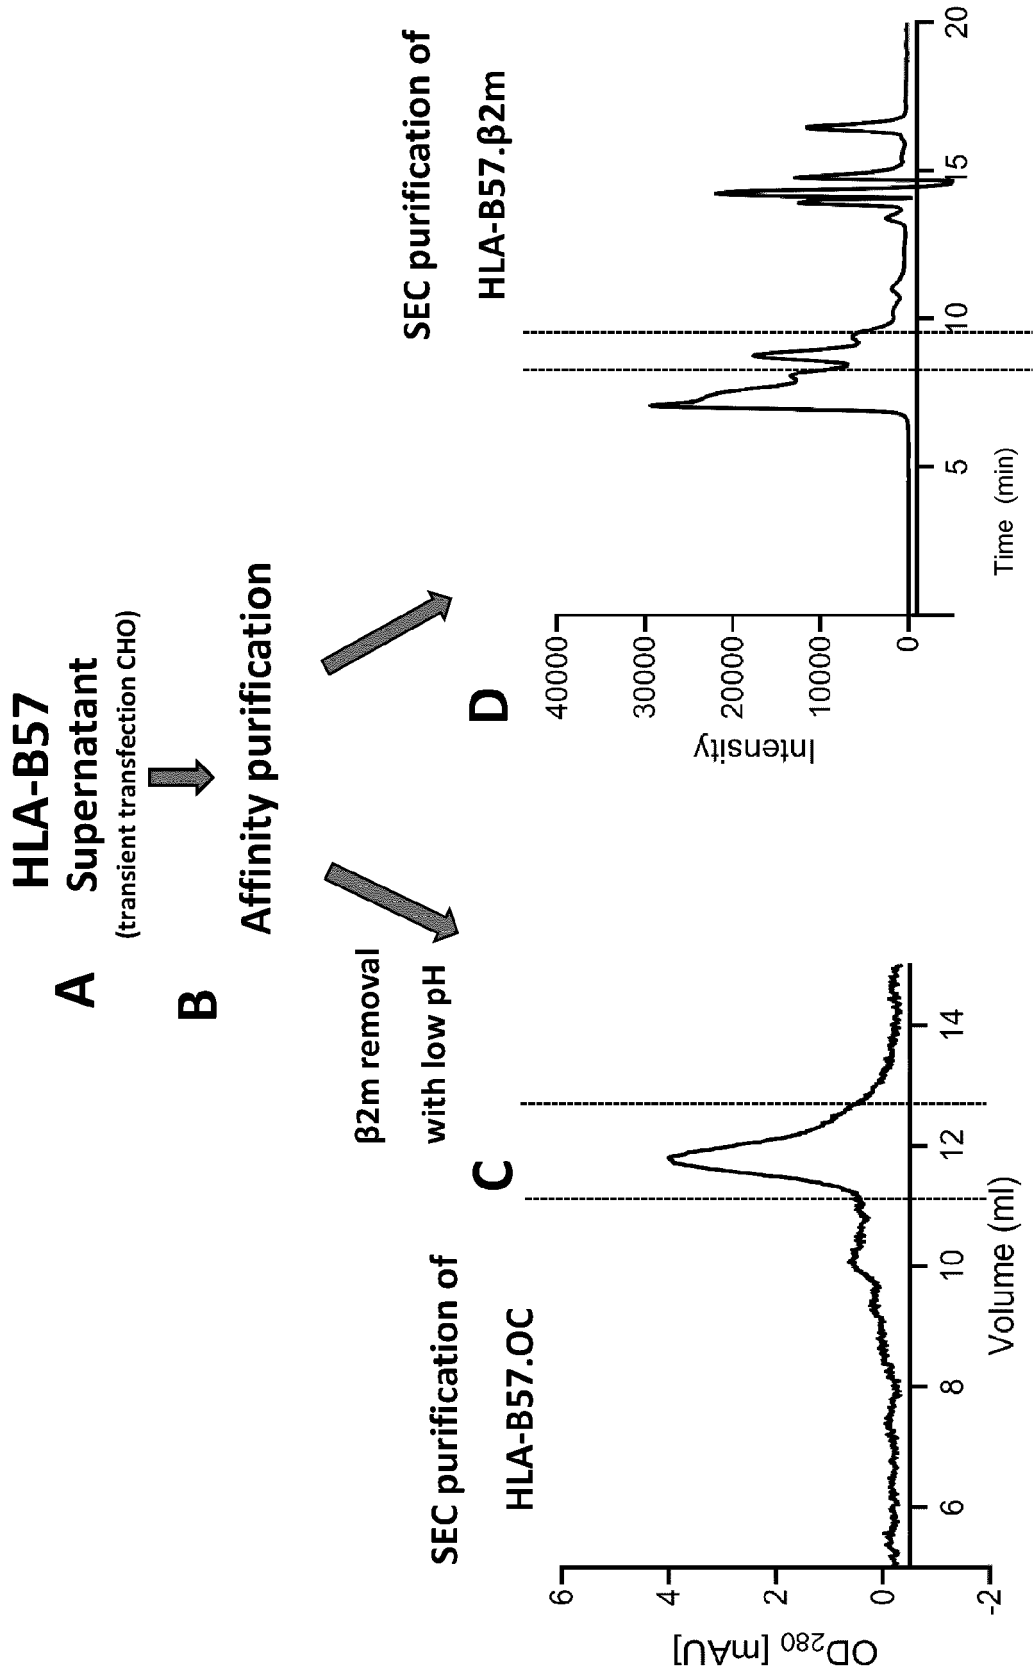 HLA-B57
A
Supernatant
(transient transfection CHO)
B
Affinity purification
β2m removal
with low pH
C
SEC purification of
HLA-B57.OC
OD280 [mAU]
6
4
2
0
-2
6
8
10
12
14
Volume (ml)
D
SEC purification of
HLA-B57.β2m
Intensity
40000
30000
20000
10000
0
5
10
15
20
Time (min)